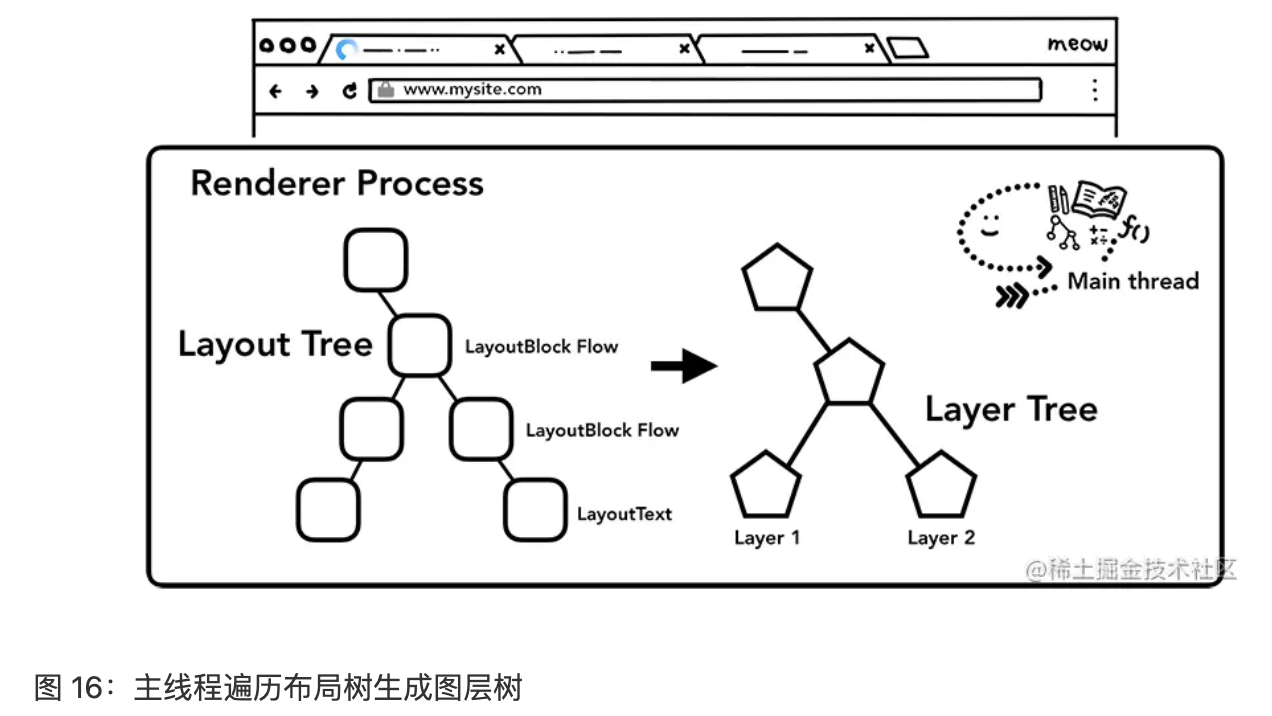 meow
www.mysite.com
Renderer Process
f()
Main thread
Layout Tree
LayoutBlock Flow
LayoutBlock Flow
LayoutText
Layer Tree
Layer 1
Layer 2
@稀土掘金技术社区
图 16：主线程遍历布局树生成图层树